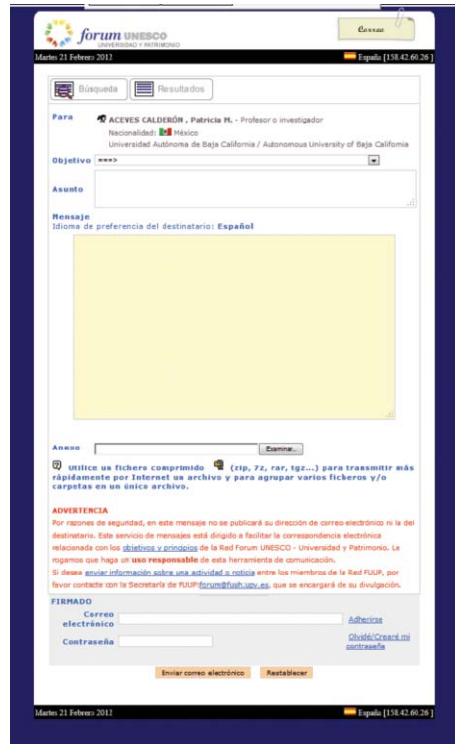 forum UNESCO
UNIVERSIDAD Y PATRIMONIO
Correo
Martes 21 Febrero 2012
España [158.42.60.26]
Búsqueda
Resultados
Para
ACEVES CALDERÓN , Patricia M. - Profesor o investigador
Nacionalidad: México
Universidad Autónoma de Baja California / Autonomous University of Baja California
Objetivo ===>
Asunto
Mensaje
Idioma de preferencia del destinatario: Español
Anexo
Examinar...
Utilice un fichero comprimido (zip, 7z, rar, tgz...) para transmitir más
rápidamente por Internet un archivo y para agrupar varios ficheros y/o
carpetas en un único archivo.
ADVERTENCIA
Por razones de seguridad, en este mensaje no se publicará su dirección de correo electrónico ni la del
destinatario. Este servicio de mensajes está dirigido a facilitar la correspondencia electrónica
relacionada con los objetivos y principios de la Red Forum UNESCO - Universidad y Patrimonio. Le
rogamos que haga un uso responsable de esta herramienta de comunicación.
Si desea enviar información sobre una actividad o noticia entre los miembros de la Red FUUP, por
favor contacte con la Secretaría de FUUP:forum@fuuh.upv.es, que se encargará de su divulgación.
FIRMADO
Correo
electrónico
Adherirse
Contraseña
Olvidé/Crearé mi
contraseña
Enviar correo electrónico
Restablecer
Martes 21 Febrero 2012
España [158.42.60.26]